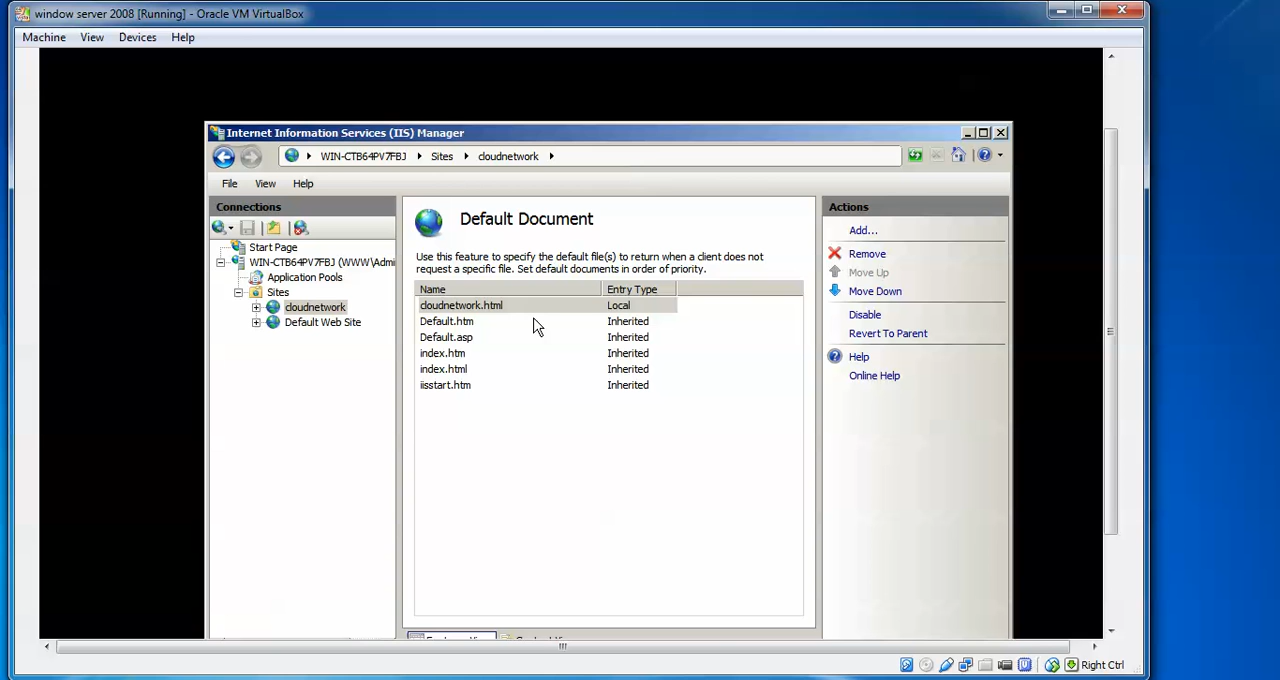 window server 2008 [Running] - Oracle VM VirtualBox
Machine View Devices Help
Internet Information Services (IIS) Manager
WIN-CTB64PV7FBJ Sites cloudnetwork
File View Help
Connections
Start Page
WIN-CTB64PV7FBJ (WWW\Admi
Application Pools
Sites
cloudnetwork
Default Web Site
Default Document
Use this feature to specify the default file(s) to return when a client does not
request a specific file. Set default documents in order of priority.
Name Entry Type
cloudnetwork.html Local
Default.htm Inherited
Default.asp Inherited
index.htm Inherited
index.html Inherited
iisstart.htm Inherited
Actions
Add...
Remove
Move Up
Move Down
Disable
Revert To Parent
Help
Online Help
Right Ctrl